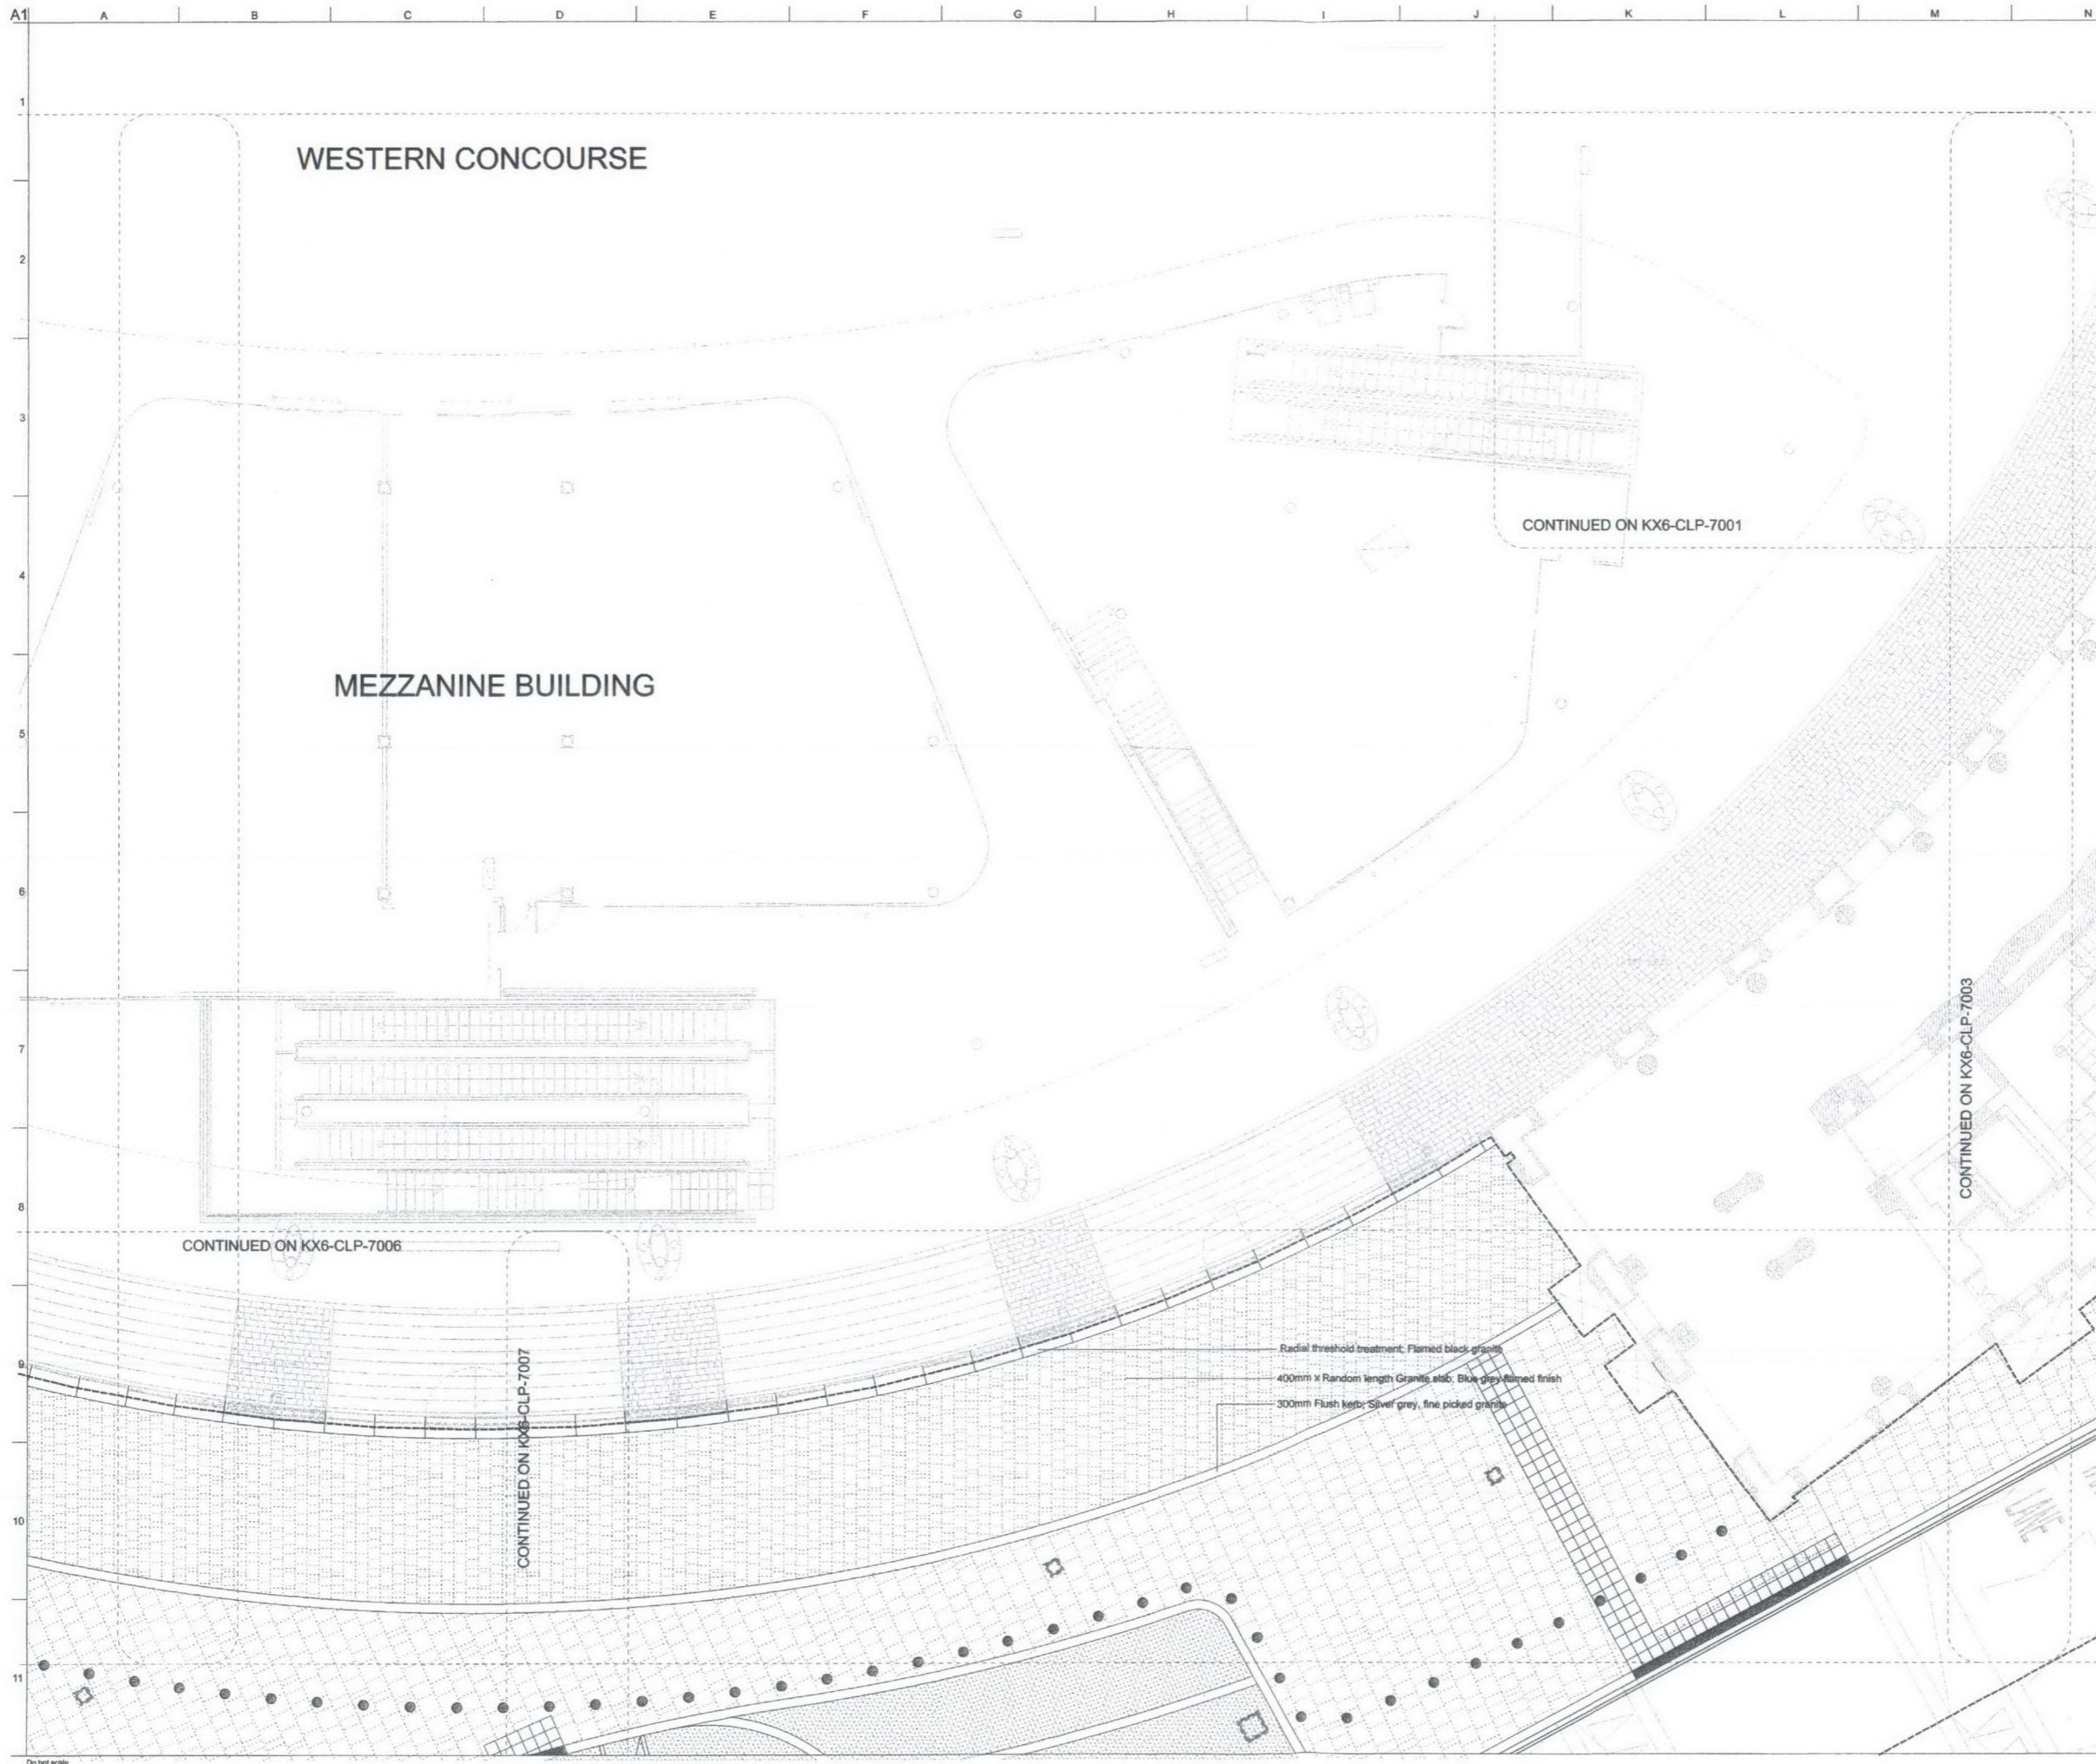 A1 A B C D E F G H I J K L M N
1
WESTERN CONCOURSE
2
3
CONTINUED ON KX6-CLP-7001
4
MEZZANINE BUILDING
5
6
7
CONTINUED ON KX6-CLP-7003
8
CONTINUED ON KX6-CLP-7006
9
CONTINUED ON KX6-CLP-7007
Radial threshold treatment; Flamed black granite
400mm x Random length Granite slab; Blue grey flamed finish
300mm Flush kerb; Silver grey, fine picked granite
10
11
Do not scale